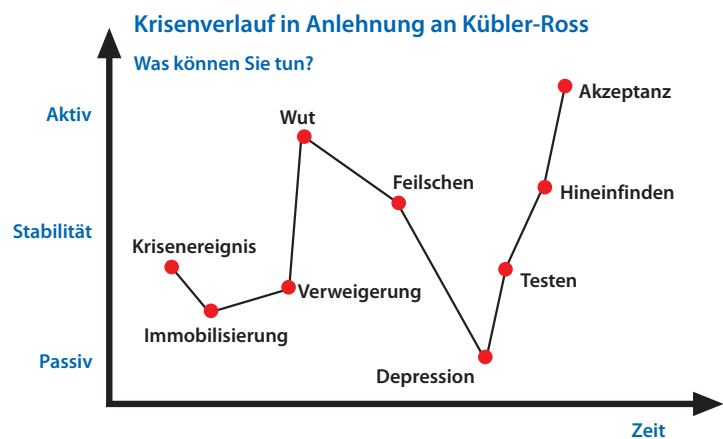 Krisenverlauf in Anlehnung an Kübler-Ross
Was können Sie tun?
Aktiv
Stabilität
Passiv
Krisenereignis
Immobilisierung
Verweigerung
Wut
Feilschen
Depression
Testen
Hineinfinden
Akzeptanz
Zeit